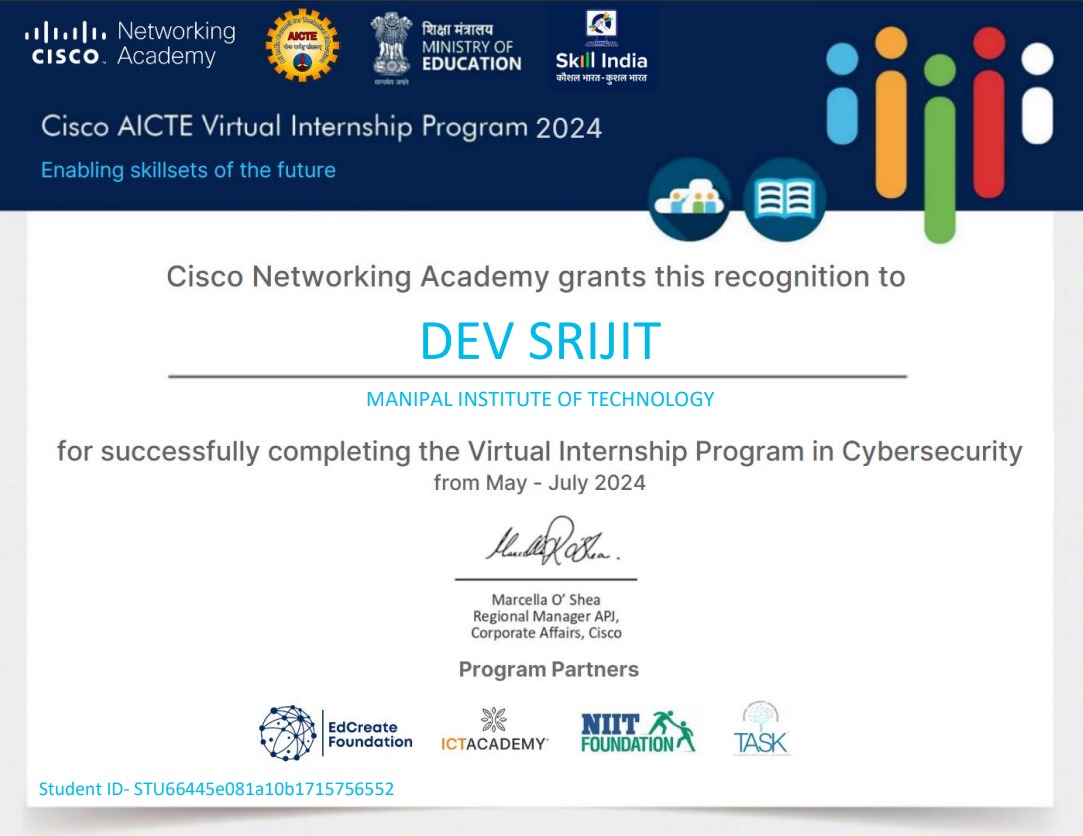 Networking
CISCO Academy
AICTE
शिक्षा मंत्रालय
MINISTRY OF
EDUCATION
सत्यमेव जयते
Skill India
कौशल भारत-कुशल भारत
Cisco AICTE Virtual Internship Program 2024
Enabling skillsets of the future
Cisco Networking Academy grants this recognition to
DEV SRIJIT
MANIPAL INSTITUTE OF TECHNOLOGY
for successfully completing the Virtual Internship Program in Cybersecurity
from May - July 2024
Marcella O' Shea
Regional Manager APJ,
Corporate Affairs, Cisco
Program Partners
EdCreate
Foundation
ICTACADEMY
NIIT
FOUNDATION
TASK
Student ID- STU66445e081a10b1715756552